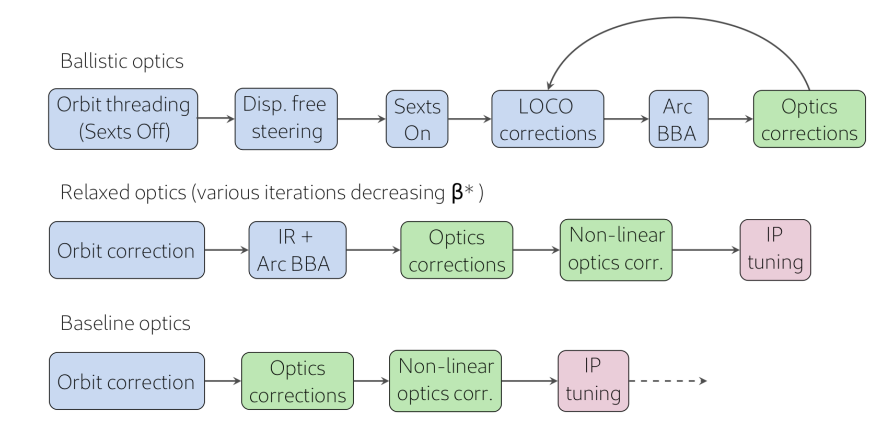 Ballistic optics
Orbit threading
(Sexts Off)
Disp. free
steering
Sexts
On
LOCO
corrections
Arc
BBA
Optics
corrections
Relaxed optics (various iterations decreasing β* )
Orbit correction
IR +
Arc BBA
Optics
corrections
Non-linear
optics corr.
IP
tuning
Baseline optics
Orbit correction
Optics
corrections
Non-linear
optics corr.
IP
tuning